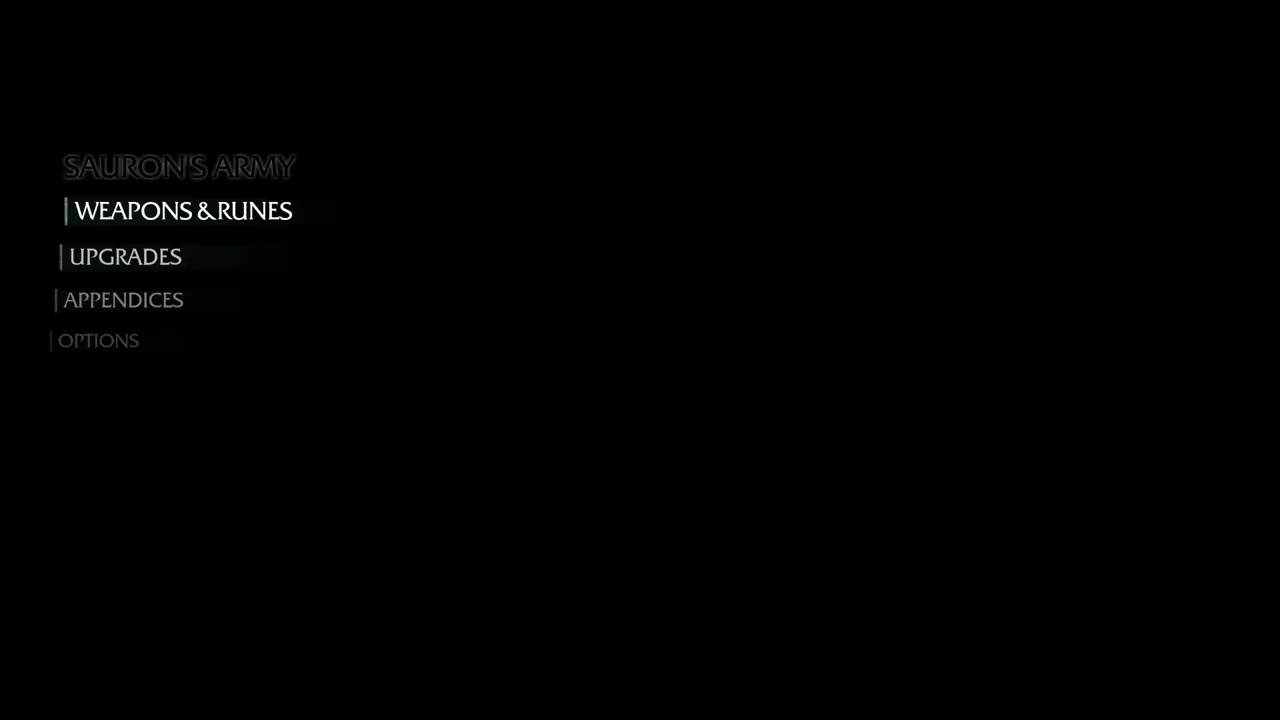 SAURON'S ARMY
WEAPONS & RUNES
UPGRADES
APPENDICES
OPTIONS